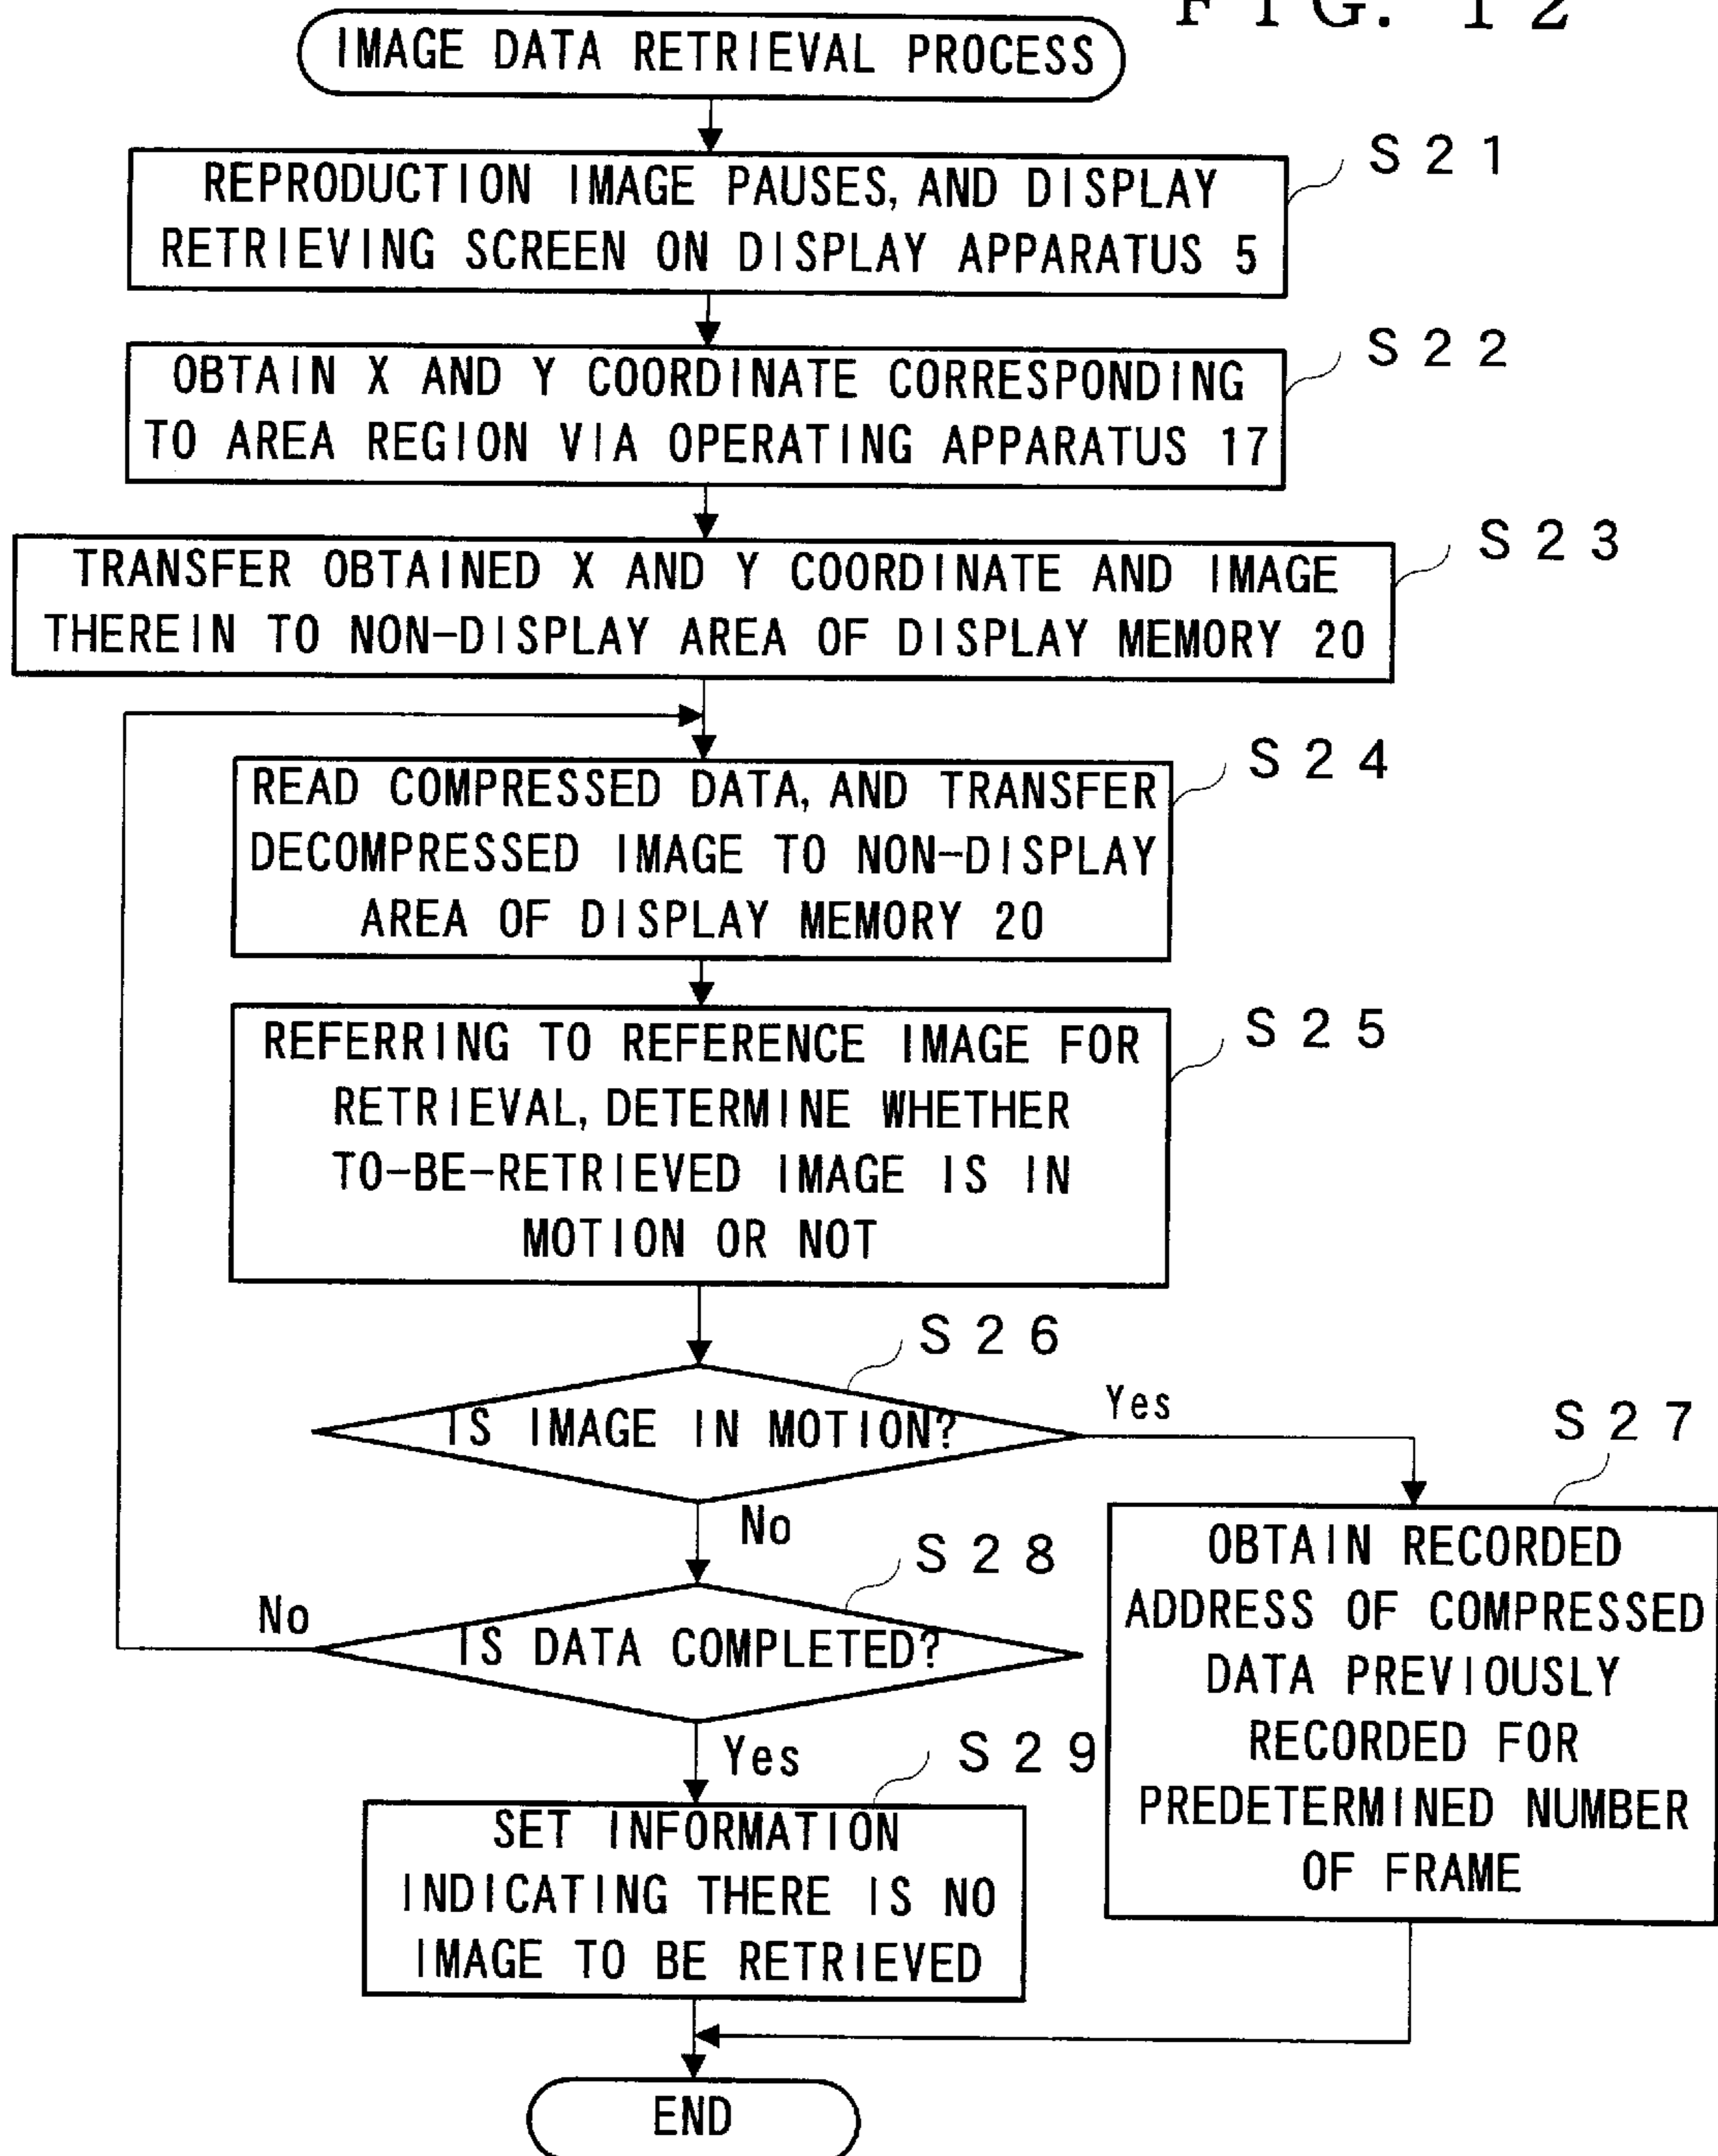 FIG. 12
IMAGE DATA RETRIEVAL PROCESS
S21
REPRODUCTION IMAGE PAUSES, AND DISPLAY
RETRIEVING SCREEN ON DISPLAY APPARATUS 5
S22
OBTAIN X AND Y COORDINATE CORRESPONDING
TO AREA REGION VIA OPERATING APPARATUS 17
S23
TRANSFER OBTAINED X AND Y COORDINATE AND IMAGE
THEREIN TO NON-DISPLAY AREA OF DISPLAY MEMORY 20
S24
READ COMPRESSED DATA, AND TRANSFER
DECOMPRESSED IMAGE TO NON-DISPLAY
AREA OF DISPLAY MEMORY 20
S25
REFERRING TO REFERENCE IMAGE FOR
RETRIEVAL, DETERMINE WHETHER
TO-BE-RETRIEVED IMAGE IS IN
MOTION OR NOT
S26
IS IMAGE IN MOTION?
Yes
No
S27
OBTAIN RECORDED
ADDRESS OF COMPRESSED
DATA PREVIOUSLY
RECORDED FOR
PREDETERMINED NUMBER
OF FRAME
S28
IS DATA COMPLETED?
No
Yes
S29
SET INFORMATION
INDICATING THERE IS NO
IMAGE TO BE RETRIEVED
END